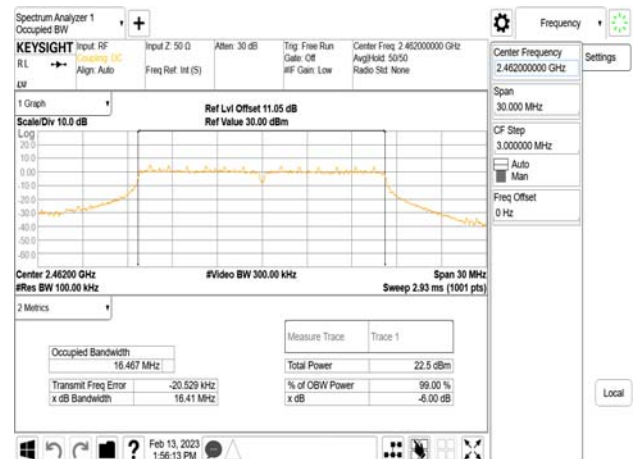 Spectrum Analyzer 1
Occupied BW
+
Frequency
KEYSIGHT Input: RF
RL
Coupling: DC
Align: Auto
LXI
Input Z: 50 Ω
Freq Ref: Int (S)
Atten: 30 dB
Trig: Free Run
Gate: Off
#IF Gain: Low
Center Freq: 2.462000000 GHz
Avg|Hold: 50/50
Radio Std: None
Center Frequency
2.462000000 GHz
Settings
Span
30.000 MHz
CF Step
3.000000 MHz
Auto
Man
Freq Offset
0 Hz
Local
1 Graph
Scale/Div 10.0 dB
Ref Lvl Offset 11.05 dB
Ref Value 30.00 dBm
Log
20.0
10.0
0.00
-10.0
-20.0
-30.0
-40.0
-50.0
-60.0
Center 2.46200 GHz
#Res BW 100.00 kHz
#Video BW 300.00 kHz
Span 30 MHz
Sweep 2.93 ms (1001 pts)
2 Metrics
Measure Trace Trace 1
Occupied Bandwidth
16.467 MHz
Total Power 22.5 dBm
Transmit Freq Error -20.529 kHz
% of OBW Power 99.00 %
x dB Bandwidth 16.41 MHz
x dB -6.00 dB
?
Feb 13, 2023
1:56:13 PM